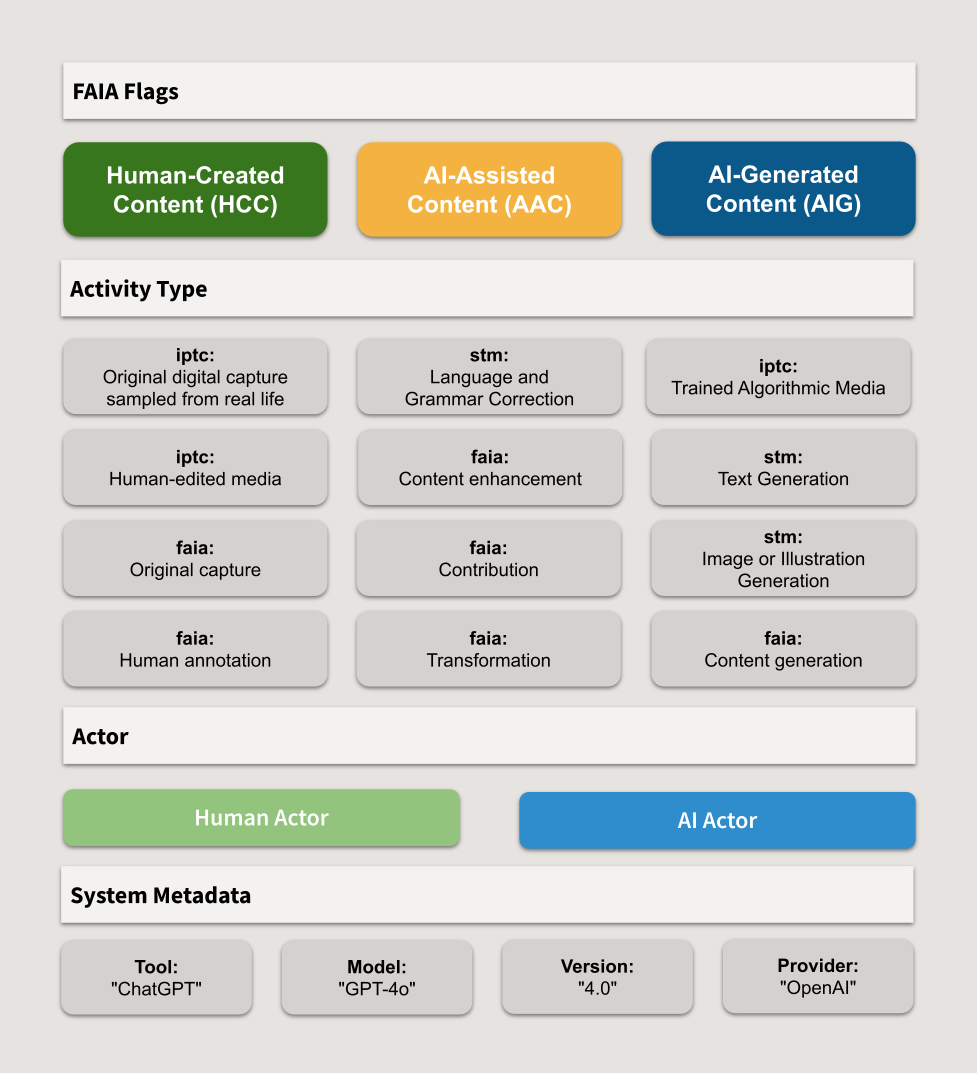 FAIA Flags
Human-Created
Content (HCC)
AI-Assisted
Content (AAC)
AI-Generated
Content (AIG)
Activity Type
iptc:
Original digital capture
sampled from real life
stm:
Language and
Grammar Correction
iptc:
Trained Algorithmic Media
iptc:
Human-edited media
faia:
Content enhancement
stm:
Text Generation
faia:
Original capture
faia:
Contribution
stm:
Image or Illustration
Generation
faia:
Human annotation
faia:
Transformation
faia:
Content generation
Actor
Human Actor
AI Actor
System Metadata
Tool:
"ChatGPT"
Model:
"GPT-4o"
Version:
"4.0"
Provider:
"OpenAI"